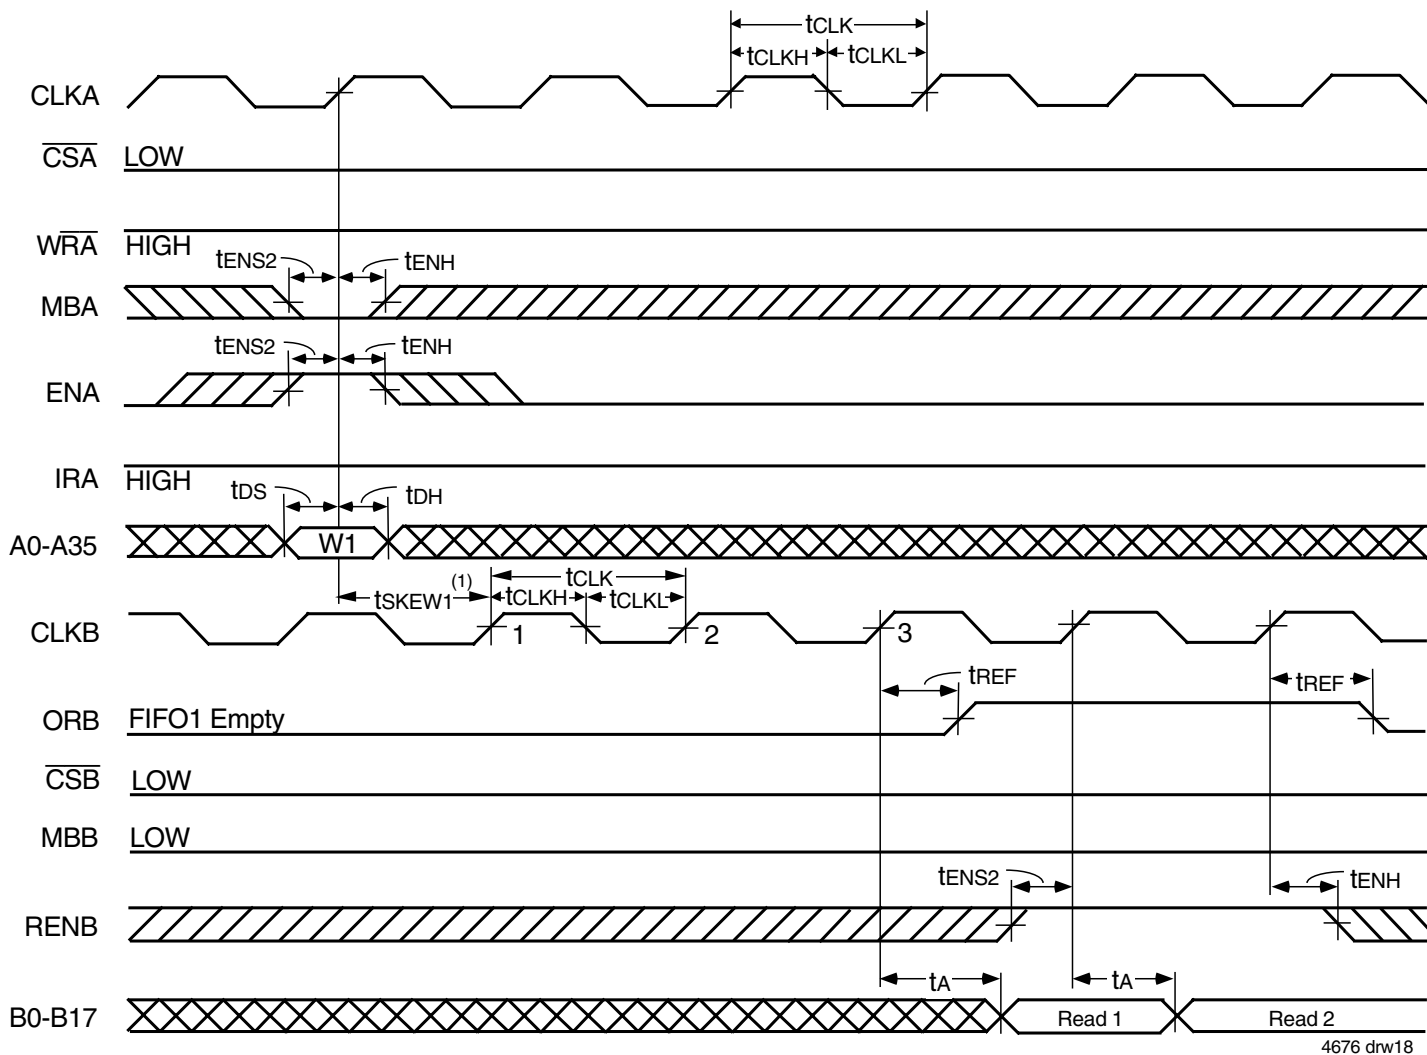 tCLK
tCLKH tCLKL
CLKA
CSA LOW
WRA HIGH
tENS2 tENH
MBA
tENS2 tENH
ENA
IRA HIGH
tDS tDH
A0-A35 W1
tSKEW1(1) tCLK
tCLKH tCLKL
CLKB 1 2 3
tREF tREF
ORB FIFO1 Empty
CSB LOW
MBB LOW
tENS2 tENH
RENB
tA tA
B0-B17 Read 1 Read 2
4676 drw18